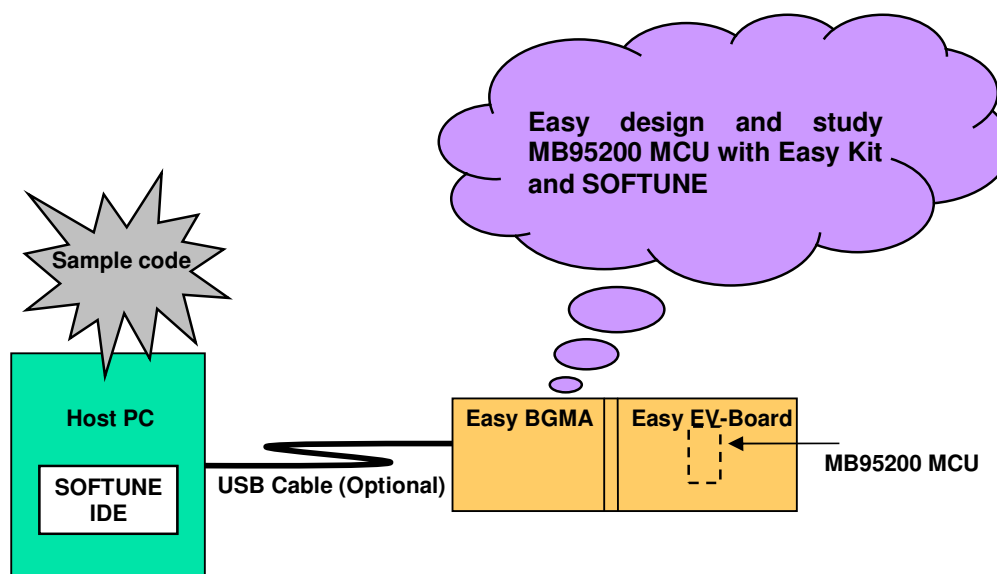 Easy design and study
MB95200 MCU with Easy Kit
and SOFTUNE
Sample code
Host PC
SOFTUNE
IDE
USB Cable (Optional)
Easy BGMA
Easy EV-Board
MB95200 MCU